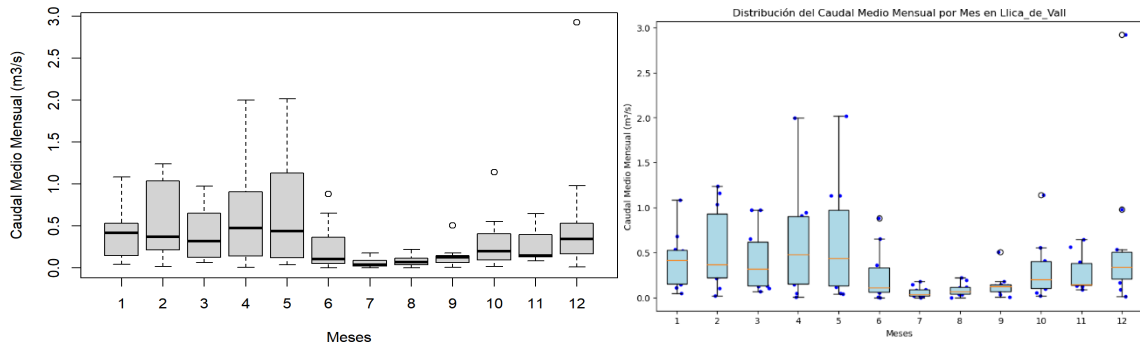 Caudal Medio Mensual (m3/s)
3.0
2.5
2.0
1.5
1.0
0.5
0.0
1 2 3 4 5 6 7 8 9 10 11 12
Meses
Distribución del Caudal Medio Mensual por Mes en Llica_de_Vall
Caudal Medio Mensual (m³/s)
3.0
2.5
2.0
1.5
1.0
0.5
0.0
1 2 3 4 5 6 7 8 9 10 11 12
Meses